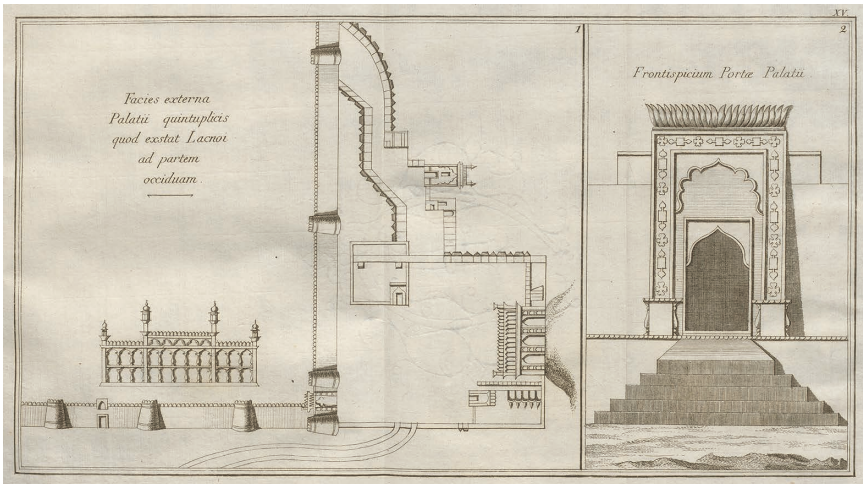 XV.
1
2
Facies externa
Palatii quintuplicis
quod exstat Lacnoi
ad partem
occiduam.
Frontispicium Portæ Palatii.